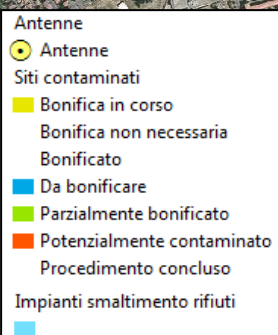 Antenne
Antenne
Siti contaminati
Bonifica in corso
Bonifica non necessaria
Bonificato
Da bonificare
Parzialmente bonificato
Potenzialmente contaminato
Procedimento concluso
Impianti smaltimento rifiuti